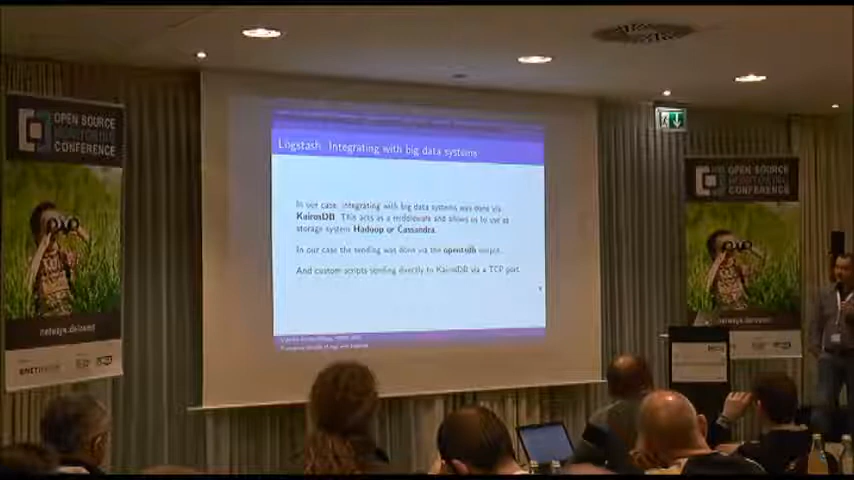 OPEN SOURCE
MONITORING
CONFERENCE
netways.de/osmc
Logstash: Integrating with big data systems
In our case, integrating with big data systems was done via
KairosDB. This acts as a middleware and allows us to use as
storage system Hadoop or Cassandra.
In our case the sending was done via the opentsdb output.
And custom scripts sending directly to KairosDB via a TCP port.
OPEN SOURCE
MONITORING
CONFERENCE
netways.de/osmc